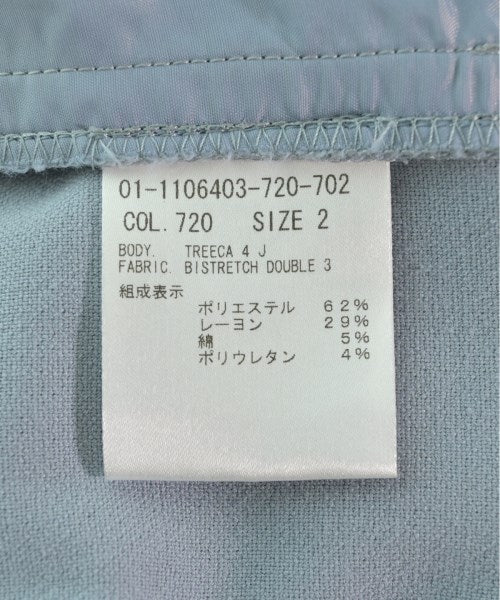 01-1106403-720-702
COL. 720 SIZE 2
BODY. TREECA 4 J
FABRIC. BISTRETCH DOUBLE 3
組成表示
ポリエステル 62%
レーヨン 29%
綿 5%
ポリウレタン 4%